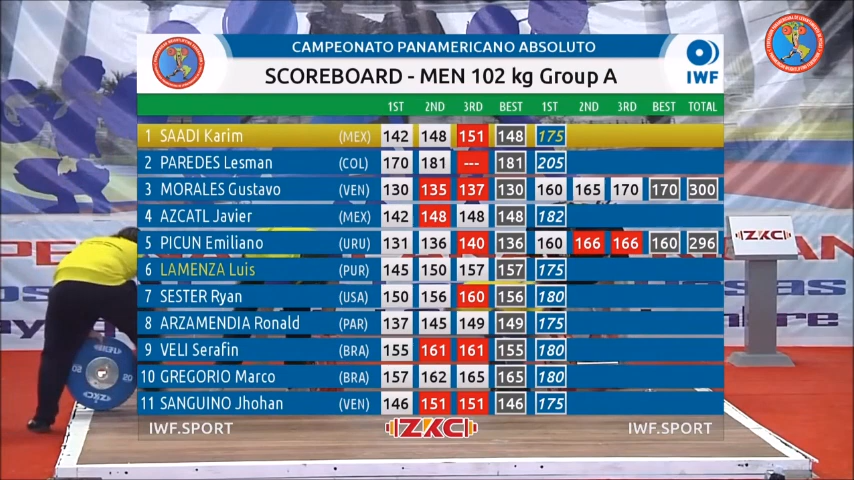 CAMPEONATO PANAMERICANO ABSOLUTO
SCOREBOARD - MEN 102 kg Group A
IWF
1ST 2ND 3RD BEST 1ST 2ND 3RD BEST TOTAL
1 SAADI Karim (MEX) 142 148 151 148 175
2 PAREDES Lesman (COL) 170 181 --- 181 205
3 MORALES Gustavo (VEN) 130 135 137 130 160 165 170 170 300
4 AZCATL Javier (MEX) 142 148 148 148 182
5 PICUN Emiliano (URU) 131 136 140 136 160 166 166 160 296
6 LAMENZA Luis (PUR) 145 150 157 157 175
7 SESTER Ryan (USA) 150 156 160 156 180
8 ARZAMENDIA Ronald (PAR) 137 145 149 149 175
9 VELI Serafin (BRA) 155 161 161 155 180
10 GREGORIO Marco (BRA) 157 162 165 165 180
11 SANGUINO Jhohan (VEN) 146 151 151 146 175
IWF.SPORT ZKC IWF.SPORT
ZKC
ZKC
20